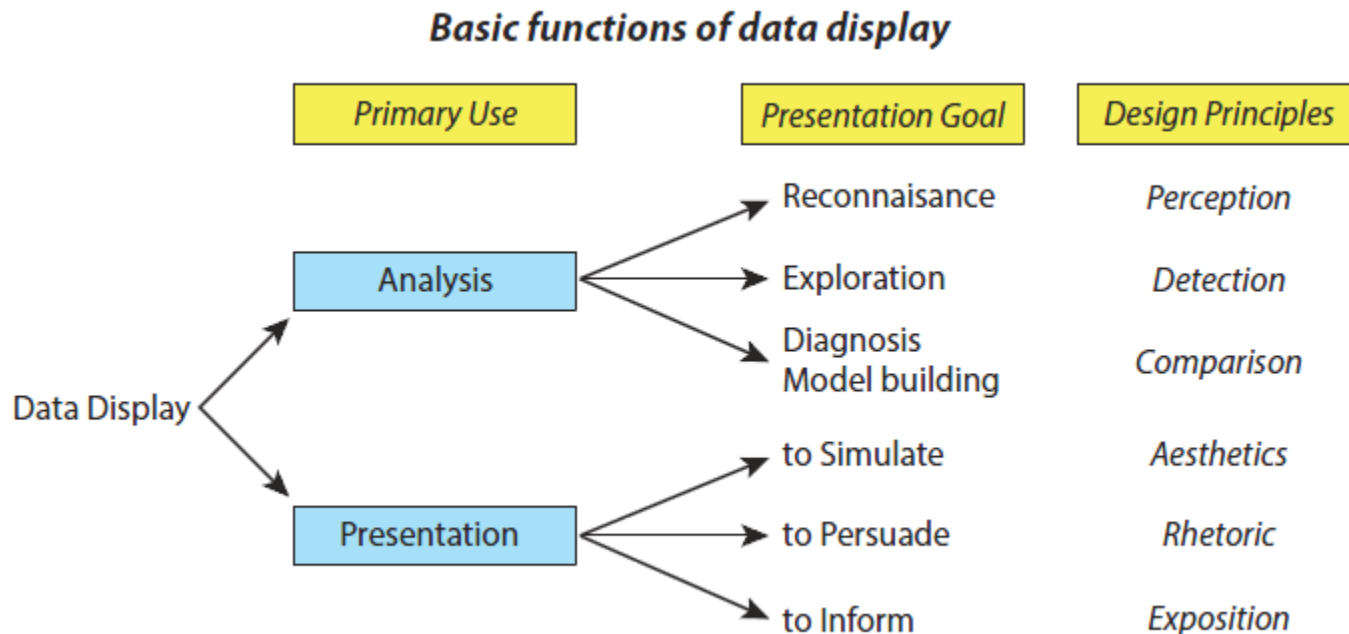 Basic functions of data display
Primary Use
Presentation Goal
Design Principles
Reconnaisance
Perception
Analysis
Exploration
Detection
Diagnosis
Model building
Comparison
Data Display
to Simulate
Aesthetics
Presentation
to Persuade
Rhetoric
to Inform
Exposition